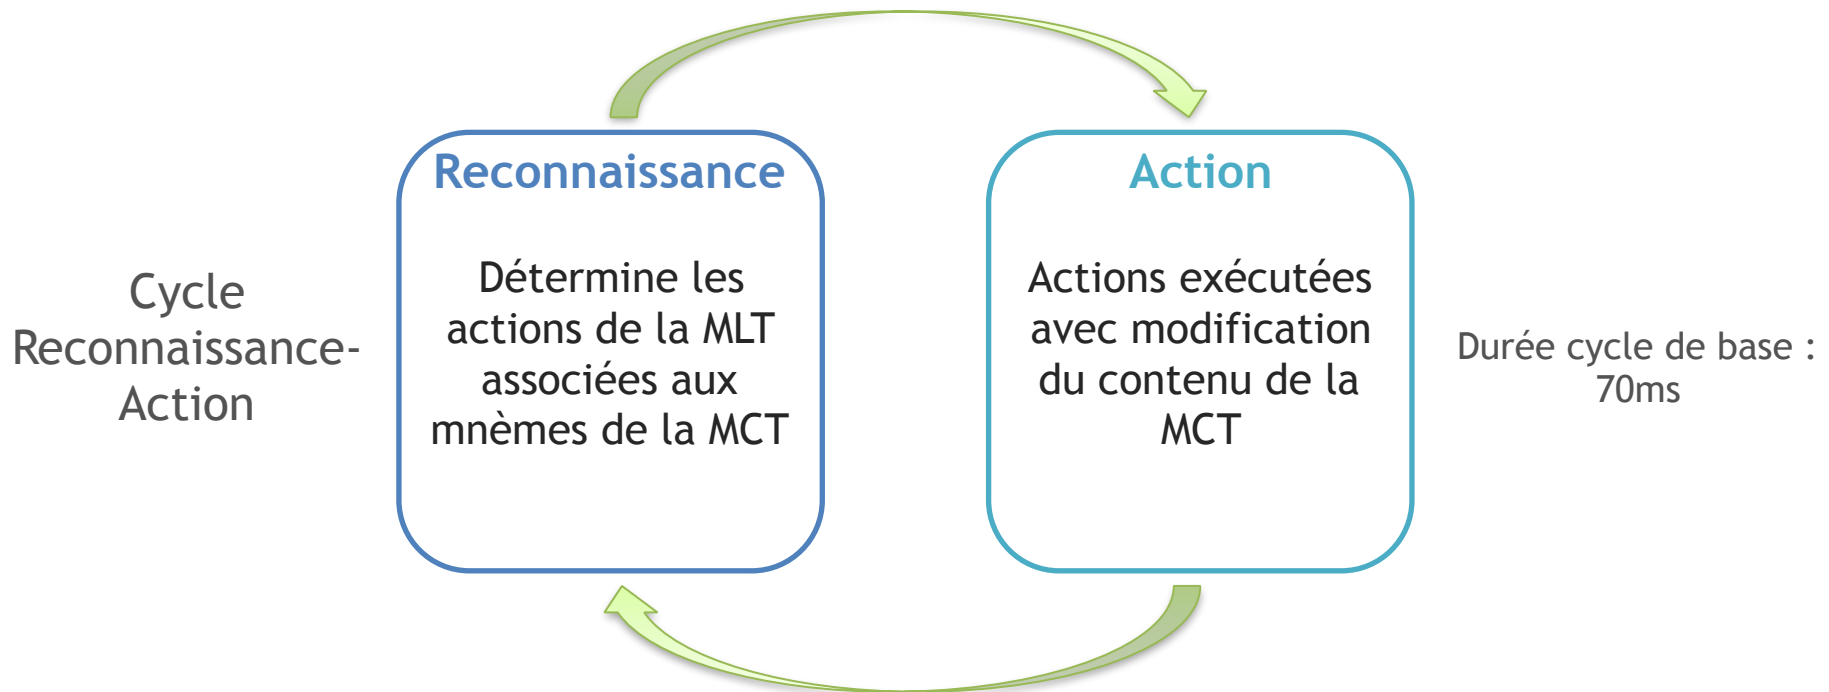 Cycle
Reconnaissance-
Action
Reconnaissance
Détermine les
actions de la MLT
associées aux
mnèmes de la MCT
Action
Actions exécutées
avec modification
du contenu de la
MCT
Durée cycle de base :
70ms